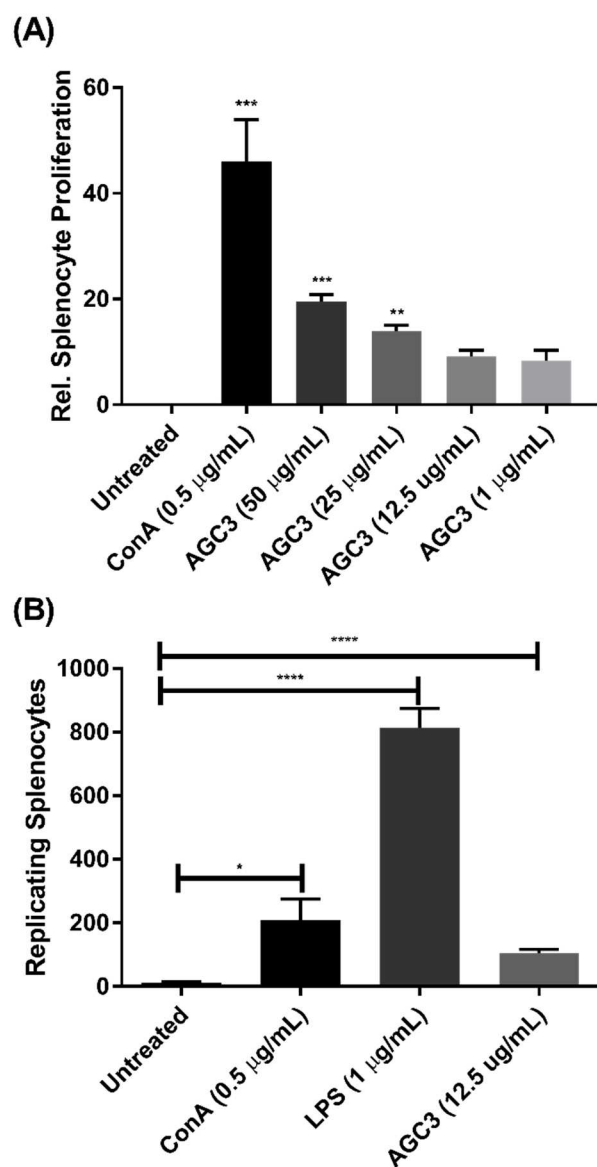 (A)
Rel. Splenocyte Proliferation
60
40
20
0
***
***
**
Untreated
ConA (0.5 μg/mL)
AGC3 (50 μg/mL)
AGC3 (25 μg/mL)
AGC3 (12.5 ug/mL)
AGC3 (1 μg/mL)
(B)
Replicating Splenocytes
1000
800
600
400
200
0
****
****
*
Untreated
ConA (0.5 μg/mL)
LPS (1 μg/mL)
AGC3 (12.5 ug/mL)